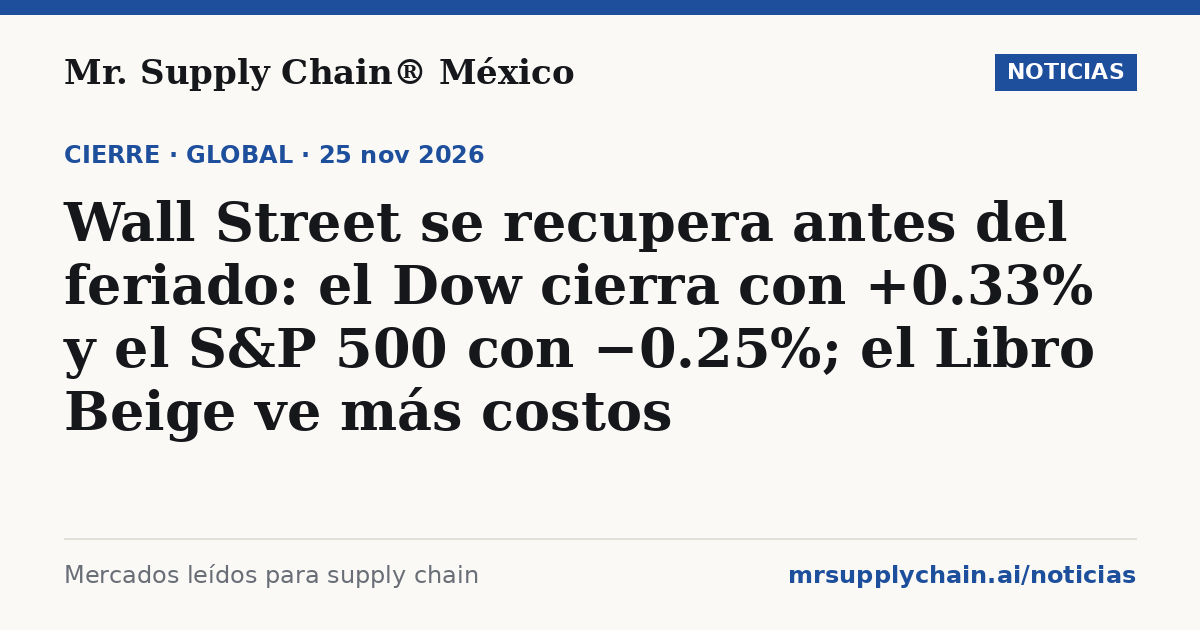 Mr. Supply Chain® México
NOTICIAS
CIERRE · GLOBAL · 25 nov 2026
Wall Street se recupera antes del
feriado: el Dow cierra con +0.33%
y el S&P 500 con −0.25%; el Libro
Beige ve más costos
Mercados leídos para supply chain
mrsupplychain.ai/noticias